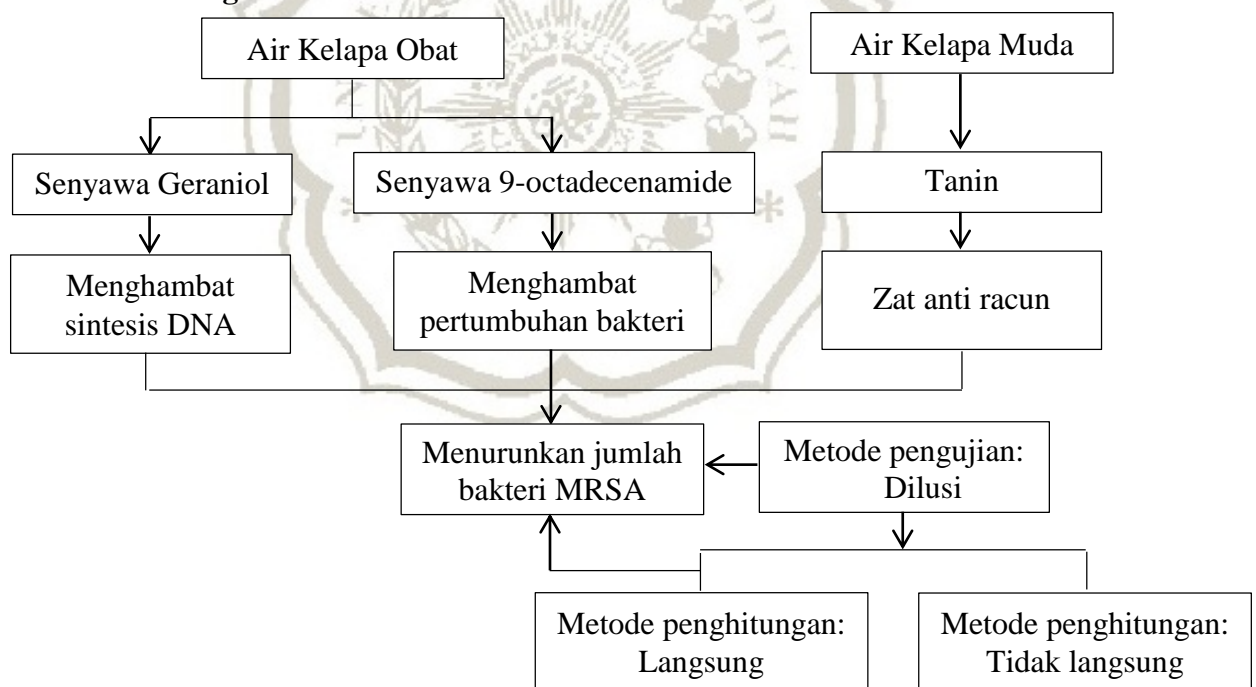 Air Kelapa Obat
Air Kelapa Muda
Senyawa Geraniol
Senyawa 9-octadecenamide
Tanin
Menghambat
sintesis DNA
Menghambat
pertumbuhan bakteri
Zat anti racun
Menurunkan jumlah
bakteri MRSA
Metode pengujian:
Dilusi
Metode penghitungan:
Langsung
Metode penghitungan:
Tidak langsung